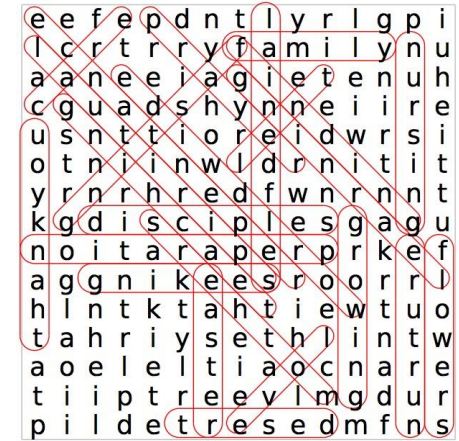 e e f e p d n t l y r l g p i
l c r t r r y f a m i l y n u
a a n e e i a g i e t e n u h
c g u a d s h y n n e i i r e
u s n t t i o r e i d w r s i
o t n i i n w l d r n i t i t
y r n r h r e d f w n r n n t
k g d i s c i p l e s g a g u
n o i t a r a p e r p r k e f
a g g n i k e e s r o o r r l
h l n t k t a h t i e w t u o
t a h r i y s e t h l i n t w
a o e l e l t i a o c n a r e
t i i p t r e e v l m g d u r
p i l d e t r e s e d m f n s